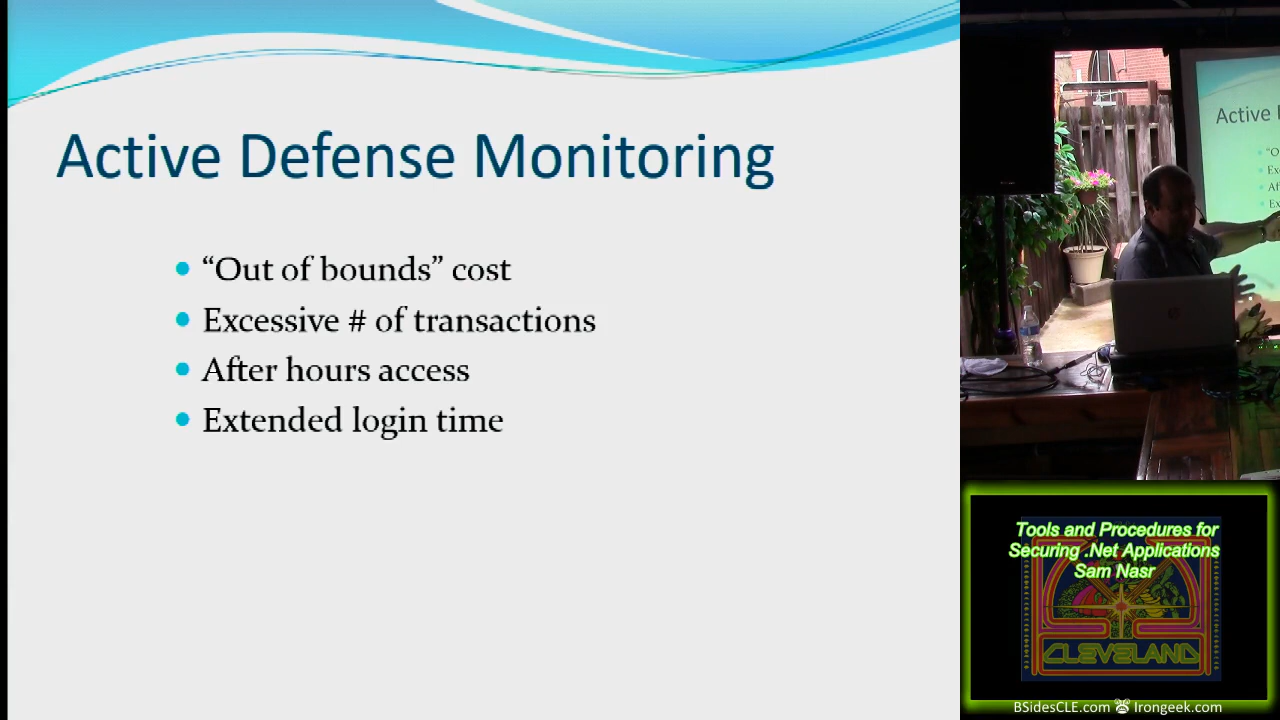 Active Defense Monitoring
“Out of bounds” cost
Excessive # of transactions
After hours access
Extended login time
Active
Tools and Procedures for
Securing .Net Applications
Sam Nasr
CLEVELAND
BSidesCLE.com Irongeek.com